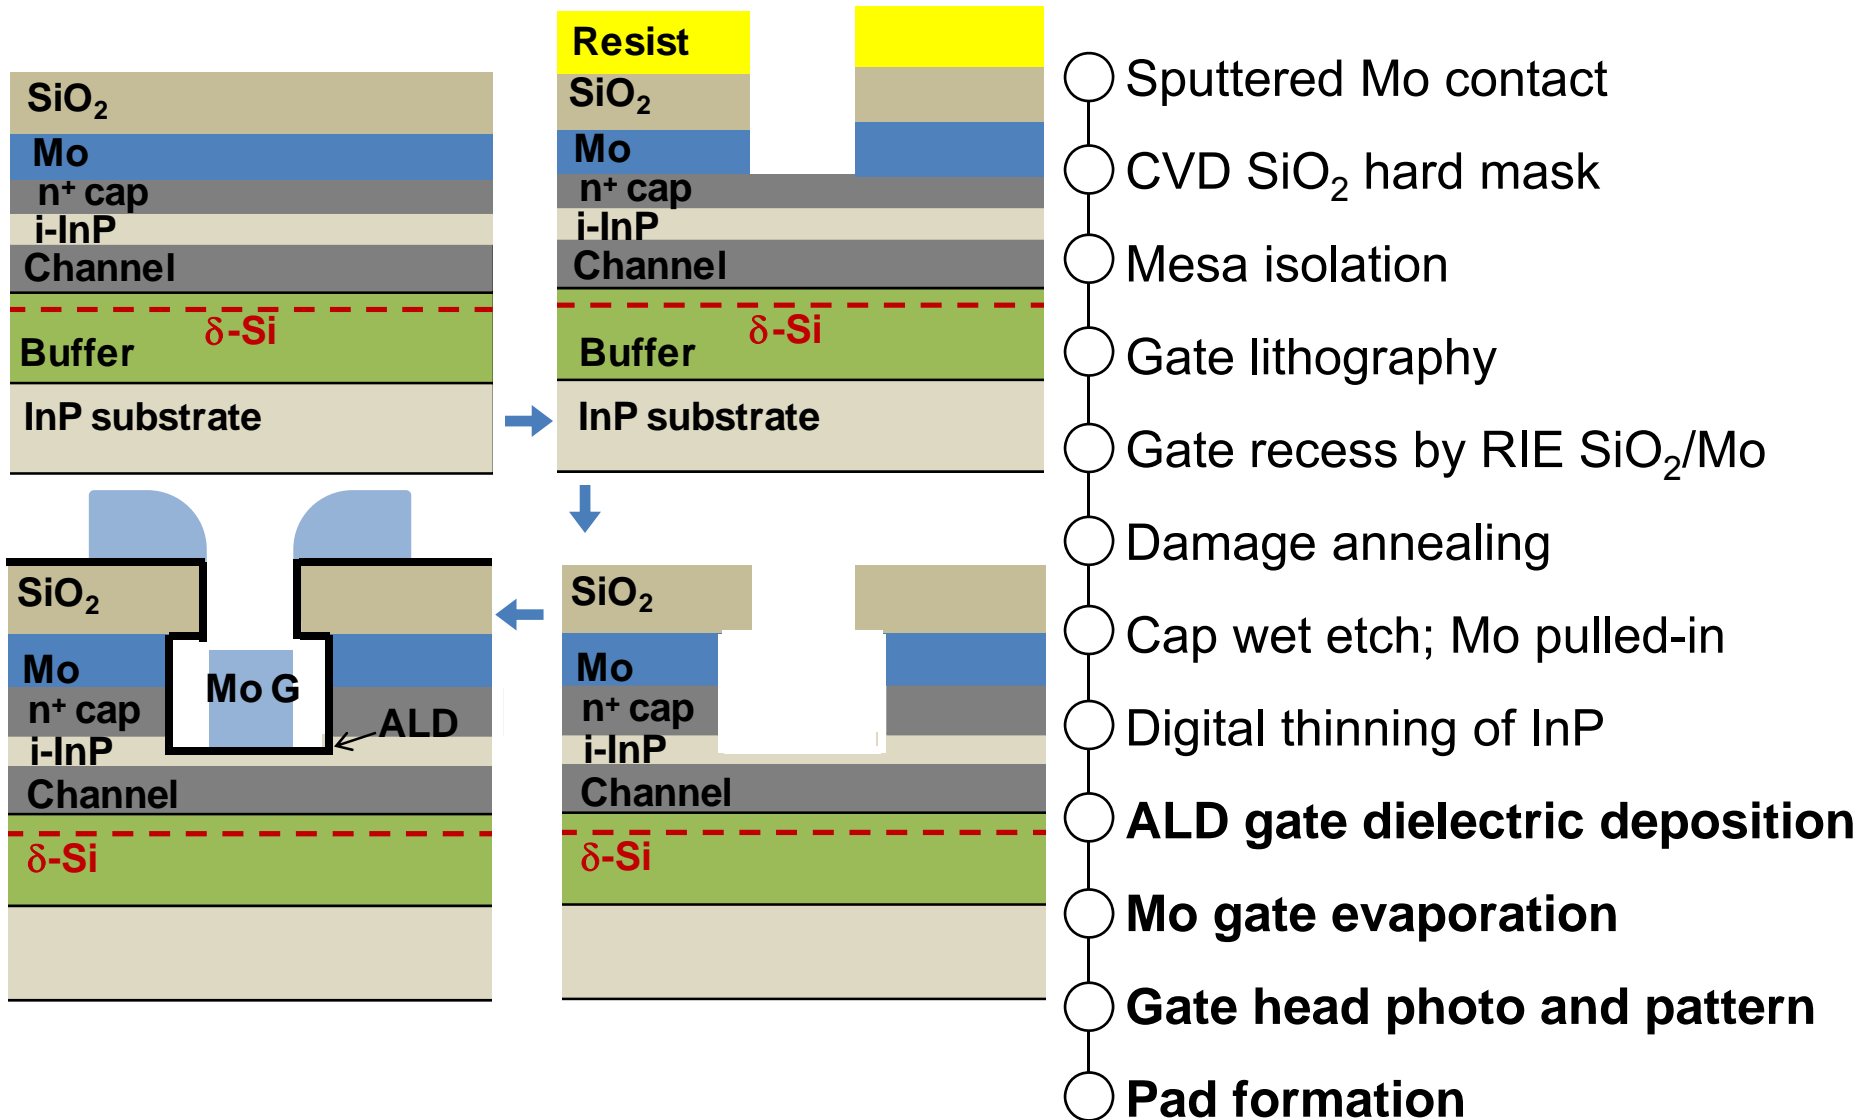 SiO₂
Mo
n⁺ cap
i-InP
Channel
δ-Si
Buffer
InP substrate
Resist
SiO₂
Mo
n⁺ cap
i-InP
Channel
δ-Si
Buffer
InP substrate
SiO₂
Mo
n⁺ cap
i-InP
Channel
δ-Si
SiO₂
Mo
Mo G
n⁺ cap
ALD
i-InP
Channel
δ-Si
Sputtered Mo contact
CVD SiO₂ hard mask
Mesa isolation
Gate lithography
Gate recess by RIE SiO₂/Mo
Damage annealing
Cap wet etch; Mo pulled-in
Digital thinning of InP
ALD gate dielectric deposition
Mo gate evaporation
Gate head photo and pattern
Pad formation